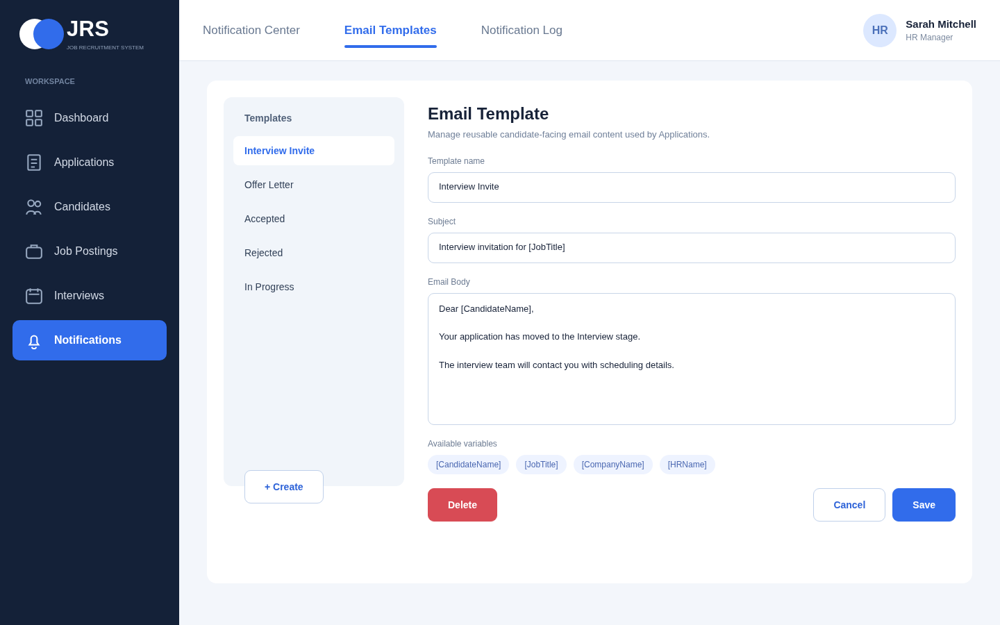 JRS
JOB RECRUITMENT SYSTEM
WORKSPACE
Dashboard
Applications
Candidates
Job Postings
Interviews
Notifications
Notification Center
Email Templates
Notification Log
HR
Sarah Mitchell
HR Manager
Templates
Interview Invite
Offer Letter
Accepted
Rejected
In Progress
+ Create
Email Template
Manage reusable candidate-facing email content used by Applications.
Template name
Interview Invite
Subject
Interview invitation for [JobTitle]
Email Body
Dear [CandidateName],
Your application has moved to the Interview stage.
The interview team will contact you with scheduling details.
Available variables
[CandidateName]
[JobTitle]
[CompanyName]
[HRName]
Delete
Cancel
Save